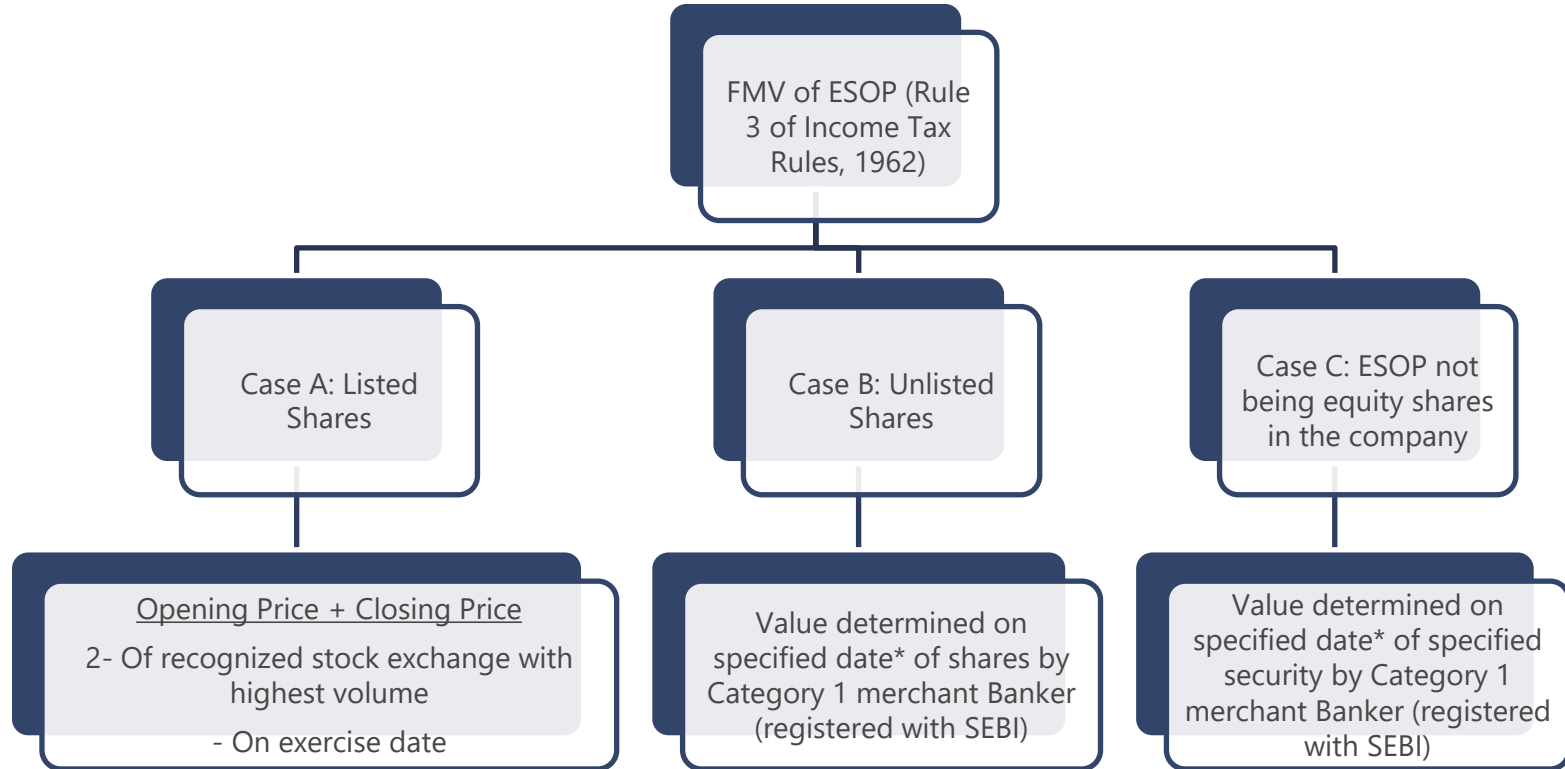 FMV of ESOP (Rule
3 of Income Tax
Rules, 1962)
Case A: Listed
Shares
Case B: Unlisted
Shares
Case C: ESOP not
being equity shares
in the company
Opening Price + Closing Price
2- Of recognized stock exchange with
highest volume
- On exercise date
Value determined on
specified date* of shares by
Category 1 merchant Banker
(registered with SEBI)
Value determined on
specified date* of specified
security by Category 1
merchant Banker (registered
with SEBI)